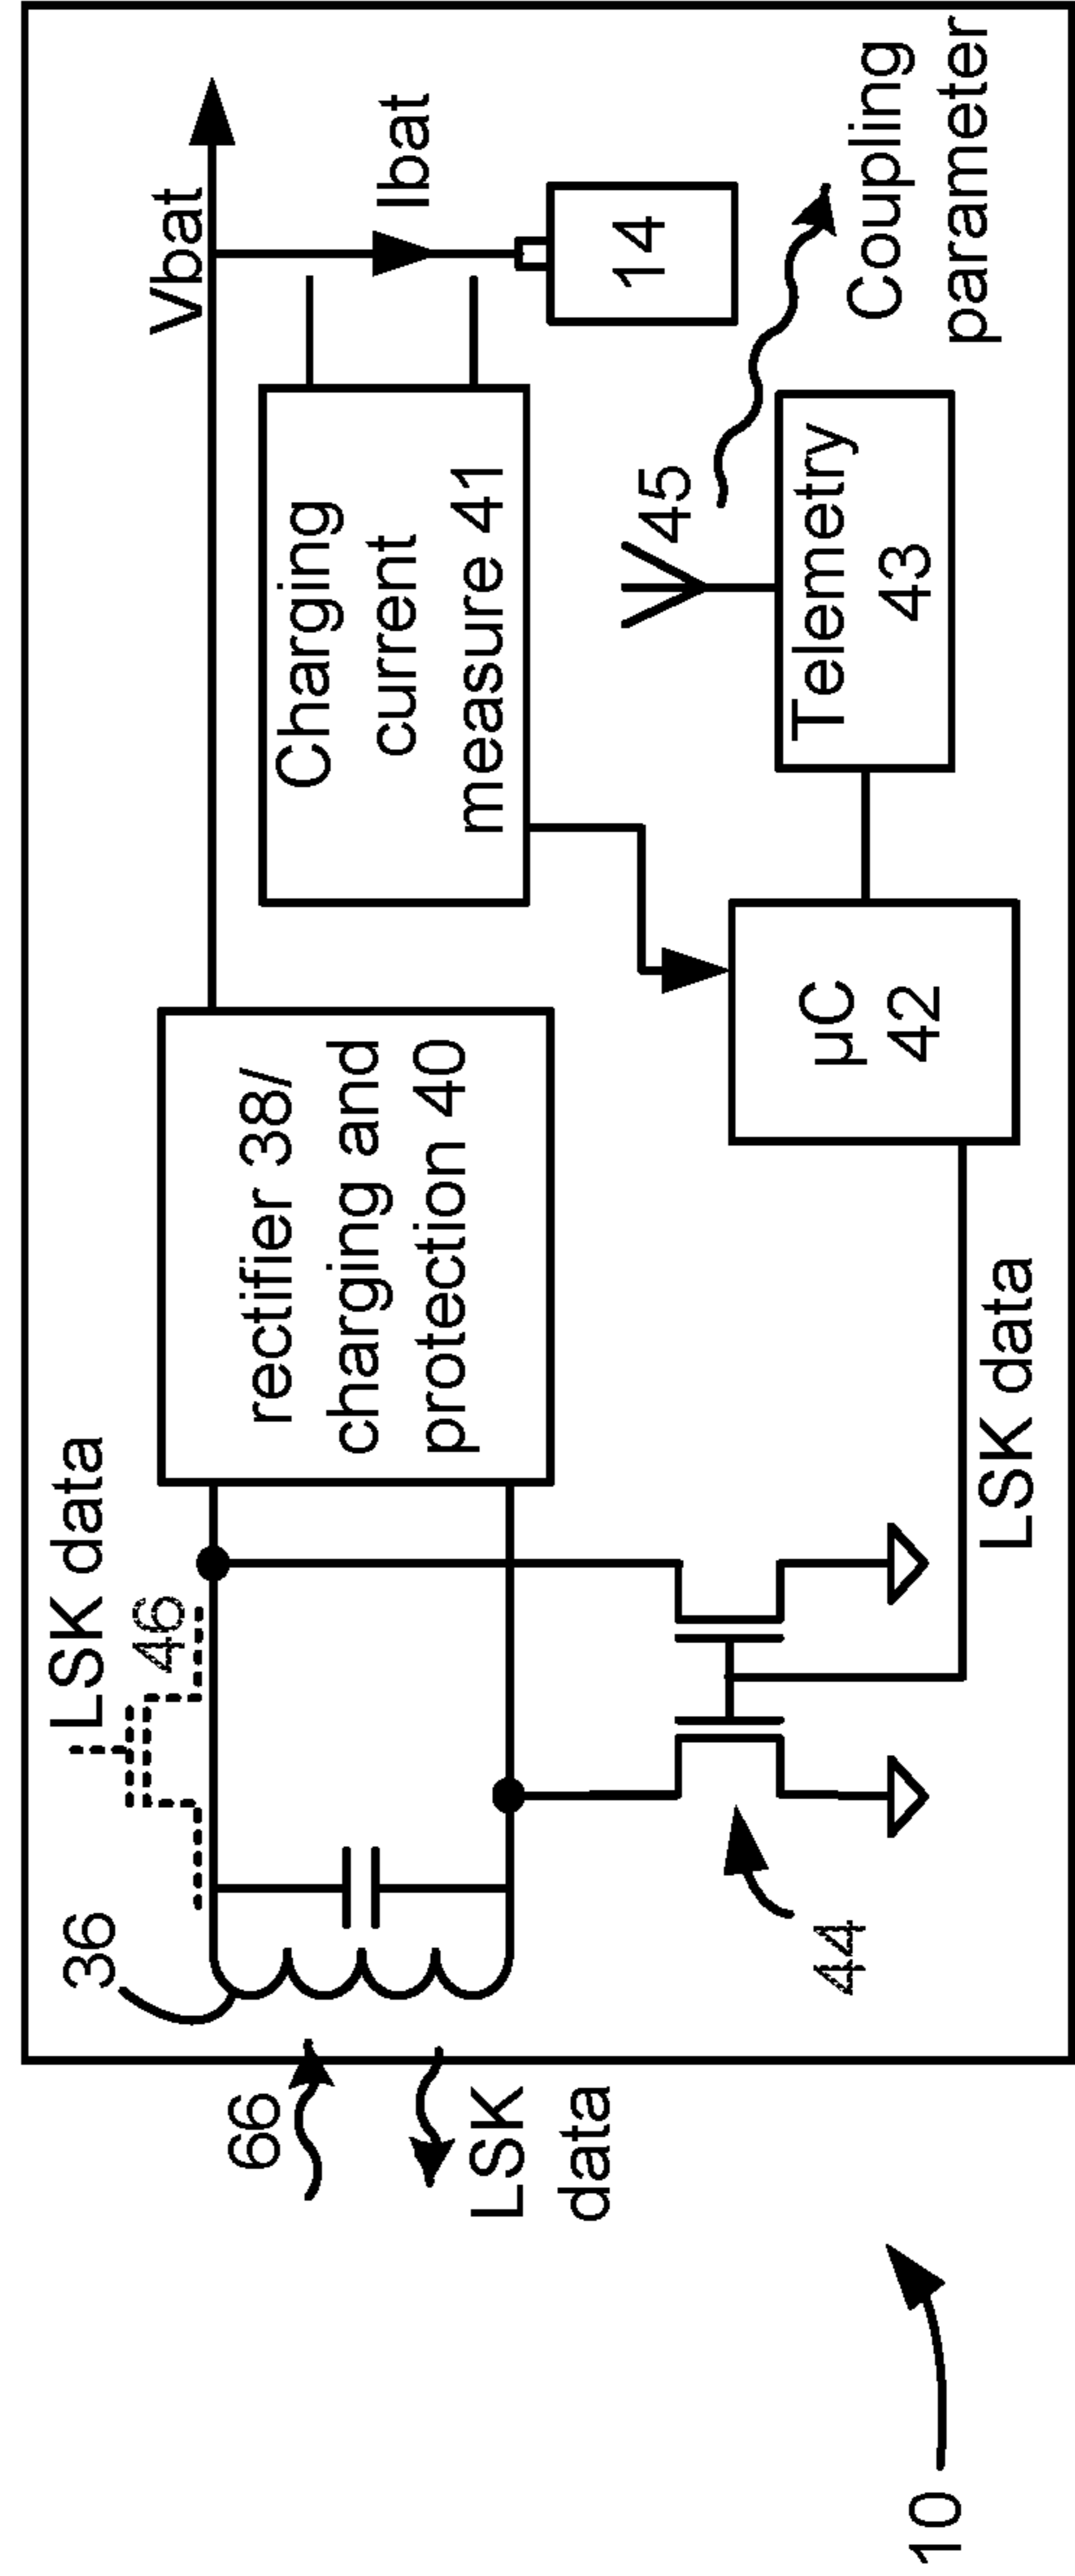 LSK data
46
36
66
LSK
data
10
rectifier 38/
charging and
protection 40
Vbat
Ibat
Charging
current
measure 41
14
45
Coupling
parameter
Telemetry
43
µC
42
LSK data
44